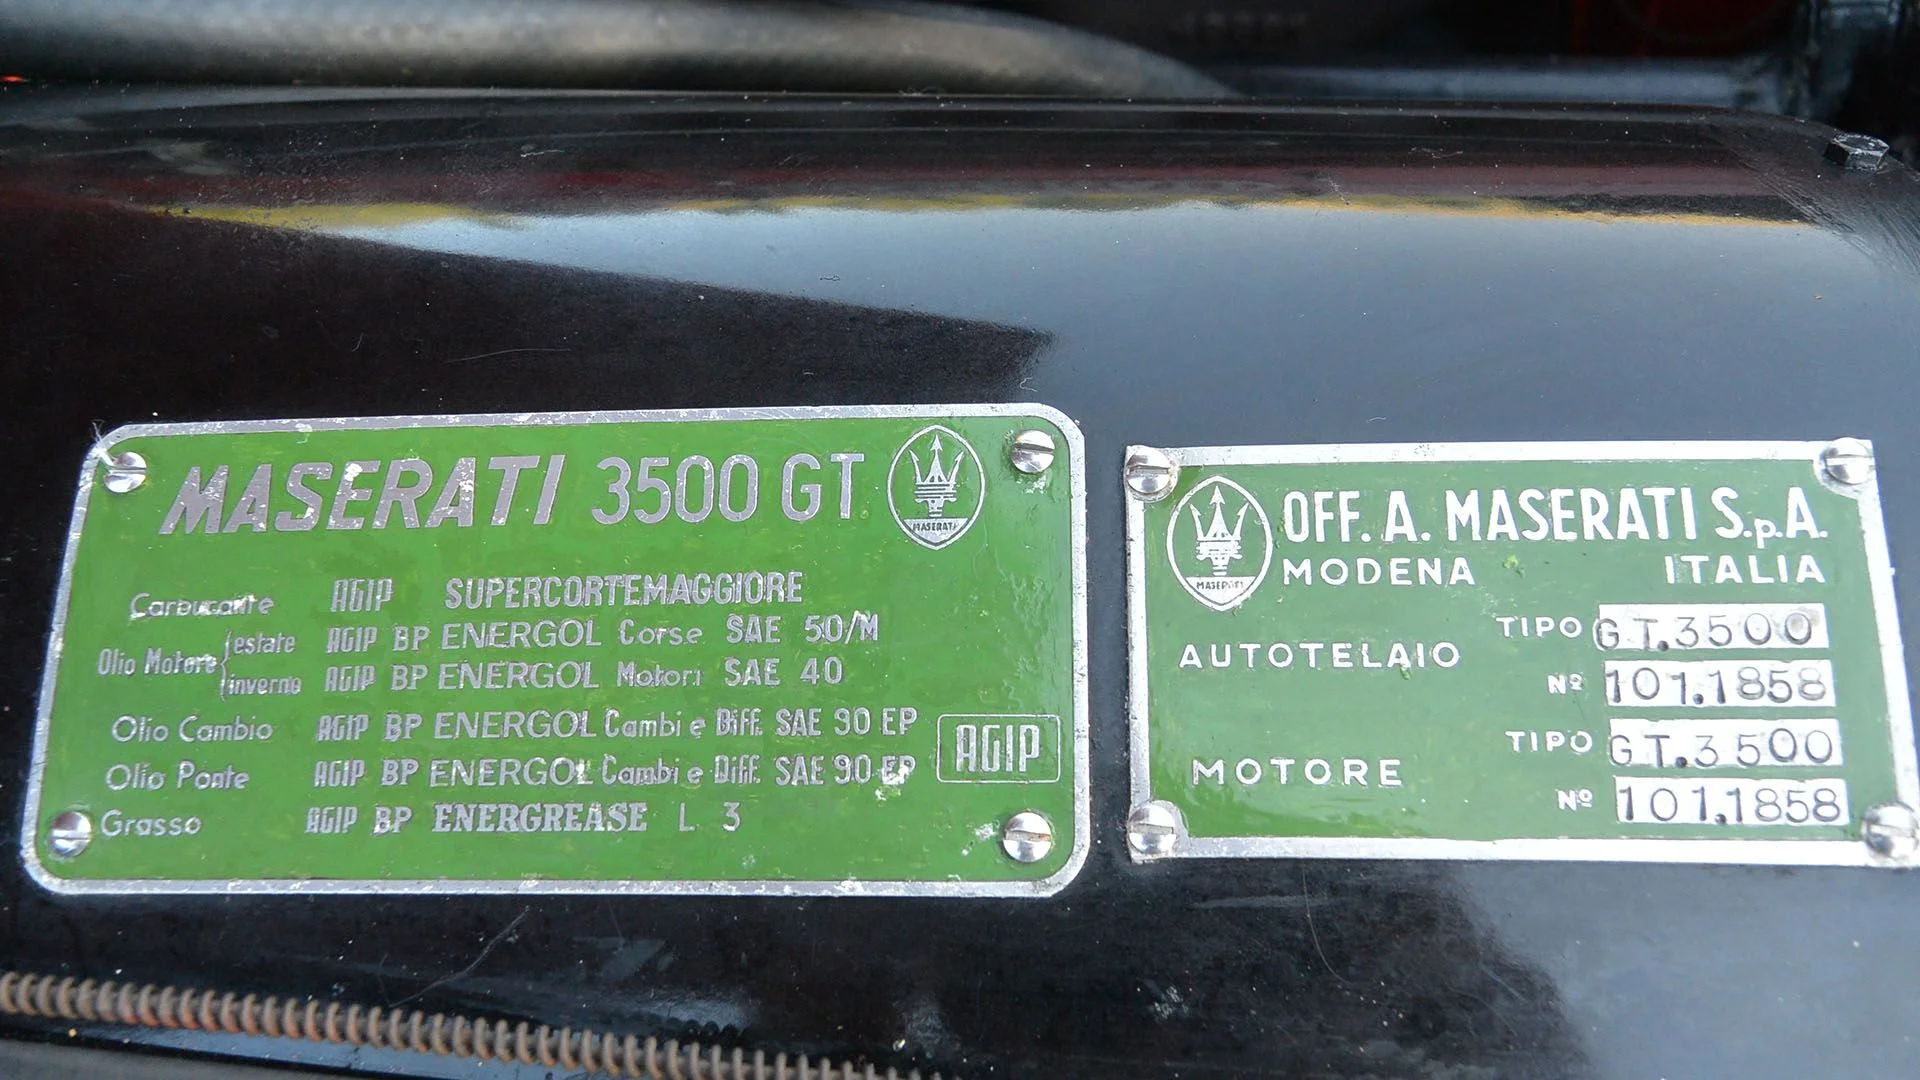 MASERATI 3500 GT
MASERATI
Carburante AGIP SUPERCORTEMAGGIORE
Olio Motore estate AGIP BP ENERGOL Corse SAE 50/M
inverno AGIP BP ENERGOL Motori SAE 40
Olio Cambio AGIP BP ENERGOL Cambi e Diff. SAE 90 EP
Olio Ponte AGIP BP ENERGOL Cambi e Diff. SAE 90 EP
AGIP
Grasso AGIP BP ENERGREASE L 3
OFF. A. MASERATI S.p.A.
MODENA ITALIA
MASERATI
AUTOTELAIO TIPO GT.3500
Nº 101.1858
MOTORE TIPO GT.3500
Nº 101.1858